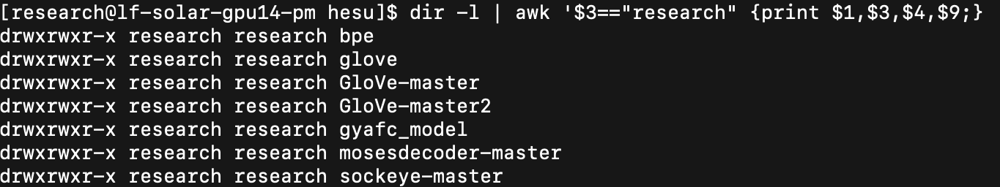 [research@lf-solar-gpu14-pm hesu]$ dir -l | awk '$3=="research" {print $1,$3,$4,$9;}
drwxrwxr-x research research bpe
drwxrwxr-x research research glove
drwxrwxr-x research research GloVe-master
drwxrwxr-x research research GloVe-master2
drwxrwxr-x research research gyafc_model
drwxrwxr-x research research mosesdecoder-master
drwxrwxr-x research research sockeye-master